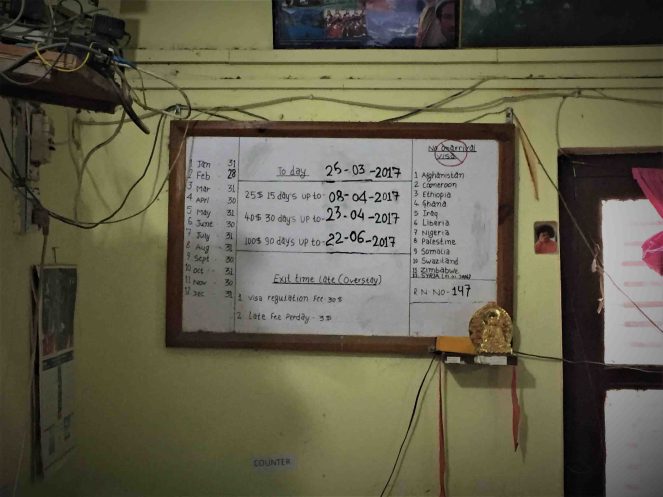 1 Jan 31
2 Feb 28
3 Mar 31
4 April 30
5 May 31
6 June 30
7 July 31
8 Aug 31
9 Sept 30
10 Oct 31
11 Nov 30
12 Dec 31
To day 25-03-2017
25$ 15 day's up to- 08-04-2017
40$ 30 days up to- 23-04-2017
100$ 90 days up to- 22-06-2017
Exit time late (overstay)
1 Visa regulation Fee 30$
2 Late Fee Perday - 3$
No onarrival
visa
1 Afghanistan
2 Cameroon
3 Ethiopia
4 Ghana
5 Iraq
6 Liberia
7 Nigeria
8 Palestine
9 Somalia
10 Swaziland
11 Zimbabwe
12 SYRIA
R N NO- 147
COUNTER